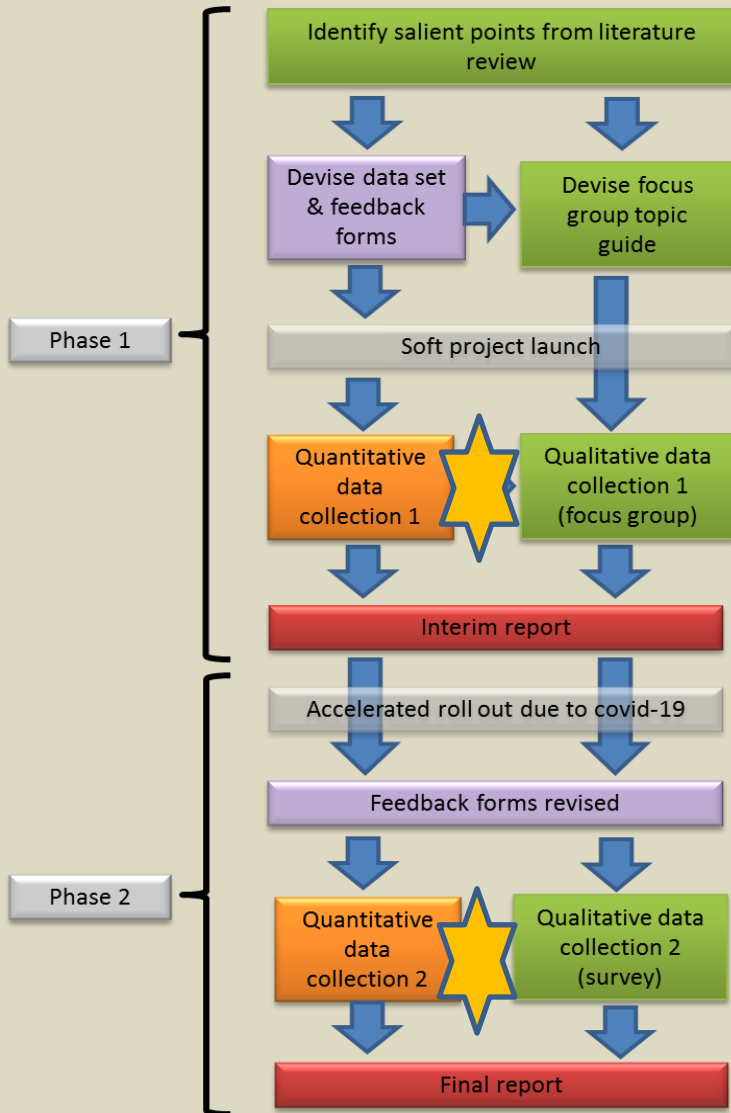 Identify salient points from literature
review
Devise data set
& feedback
forms
Devise focus
group topic
guide
Phase 1
Soft project launch
Quantitative
data
collection 1
Qualitative data
collection 1
(focus group)
Interim report
Accelerated roll out due to covid-19
Feedback forms revised
Phase 2
Quantitative
data
collection 2
Qualitative data
collection 2
(survey)
Final report